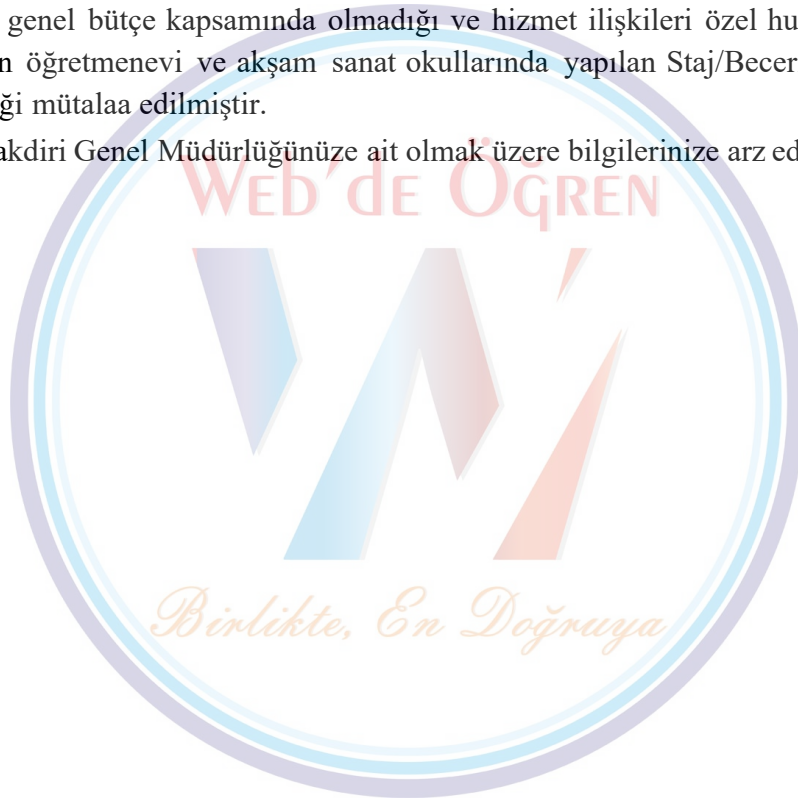 genel bütçe kapsamında olmadığı ve hizmet ilişkileri özel hu
n öğretmenevi ve akşam sanat okullarında yapılan Staj/Becer
ği mütalaa edilmiştir.
akdiri Genel Müdürlüğünüze ait olmak üzere bilgilerinize arz ed
Web'de Öğren
Birlikte, En Doğruya